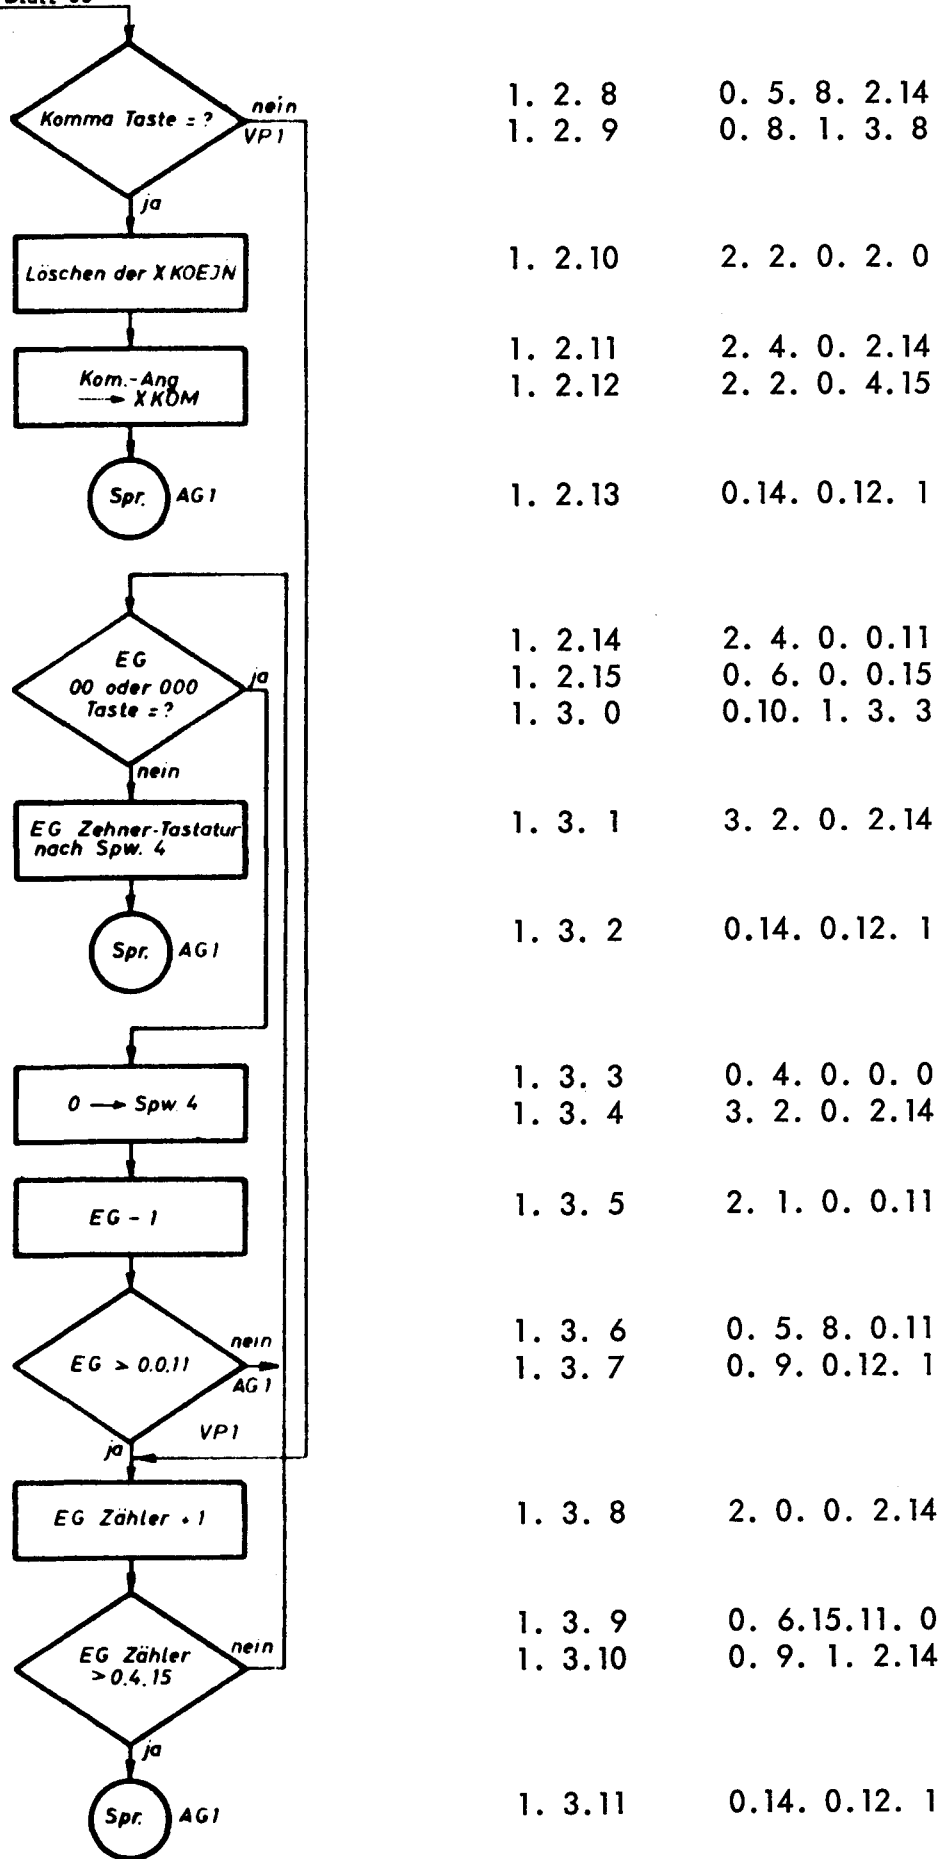 Komma Taste = ?
nein
VP1
1. 2. 8 0. 5. 8. 2.14
1. 2. 9 0. 8. 1. 3. 8
ja
Löschen der X KOEJN
1. 2.10 2. 2. 0. 2. 0
Kom.-Ang
→ X KOM
1. 2.11 2. 4. 0. 2.14
1. 2.12 2. 2. 0. 4.15
Spr. AG1
1. 2.13 0.14. 0.12. 1
EG
00 oder 000
Taste = ?
ja
1. 2.14 2. 4. 0. 0.11
1. 2.15 0. 6. 0. 0.15
1. 3. 0 0.10. 1. 3. 3
nein
EG Zehner-Tastatur
nach Spw. 4
1. 3. 1 3. 2. 0. 2.14
Spr. AG1
1. 3. 2 0.14. 0.12. 1
0 → Spw 4
1. 3. 3 0. 4. 0. 0. 0
1. 3. 4 3. 2. 0. 2.14
EG - 1
1. 3. 5 2. 1. 0. 0.11
EG > 0.0.11
nein
AG1
1. 3. 6 0. 5. 8. 0.11
1. 3. 7 0. 9. 0.12. 1
ja
VP1
EG Zähler + 1
1. 3. 8 2. 0. 0. 2.14
EG Zähler
> 0.4.15
nein
1. 3. 9 0. 6.15.11. 0
1. 3.10 0. 9. 1. 2.14
ja
Spr. AG1
1. 3.11 0.14. 0.12. 1